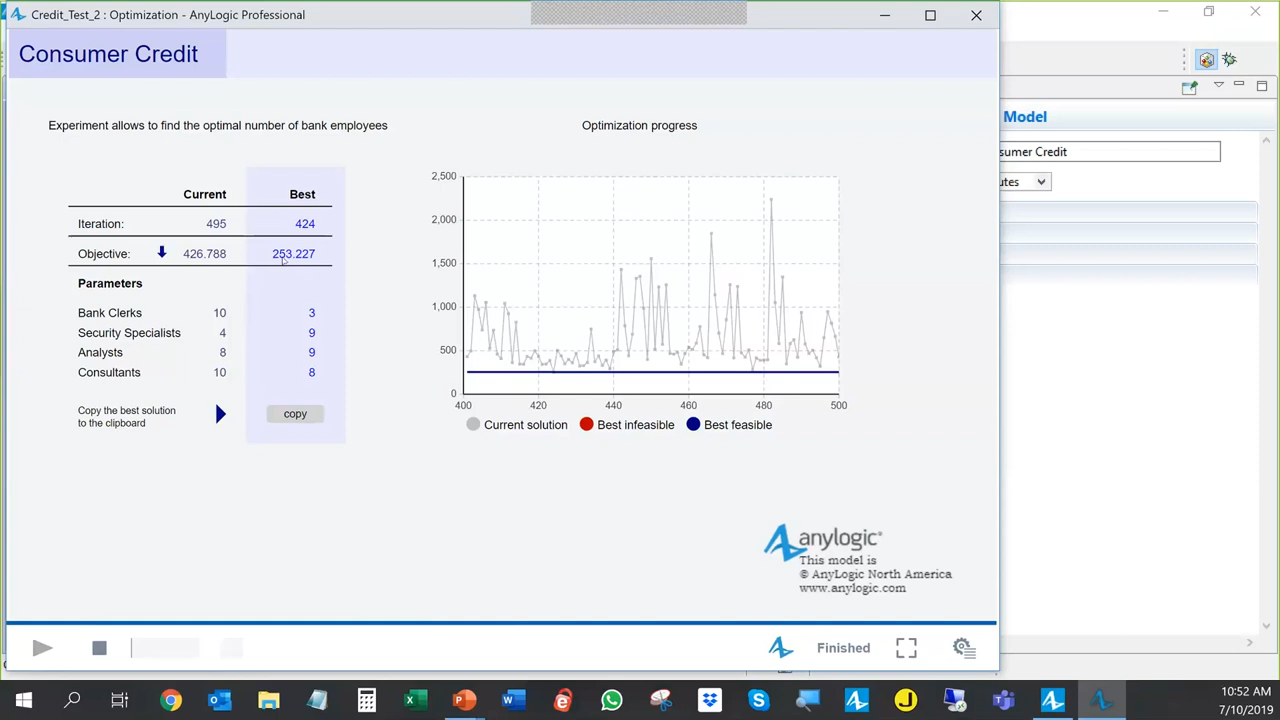 Credit_Test_2 : Optimization - AnyLogic Professional
Consumer Credit
Experiment allows to find the optimal number of bank employees
Current Best
Iteration: 495 424
Objective: 426.788 253.227
Parameters
Bank Clerks 10 3
Security Specialists 4 9
Analysts 8 9
Consultants 10 8
Copy the best solution
to the clipboard
copy
Optimization progress
2,500
2,000
1,500
1,000
500
0
400 420 440 460 480 500
Current solution Best infeasible Best feasible
anylogic
This model is
© AnyLogic North America
www.anylogic.com
Finished
Model
sumer Credit
utes
10:52 AM
7/10/2019